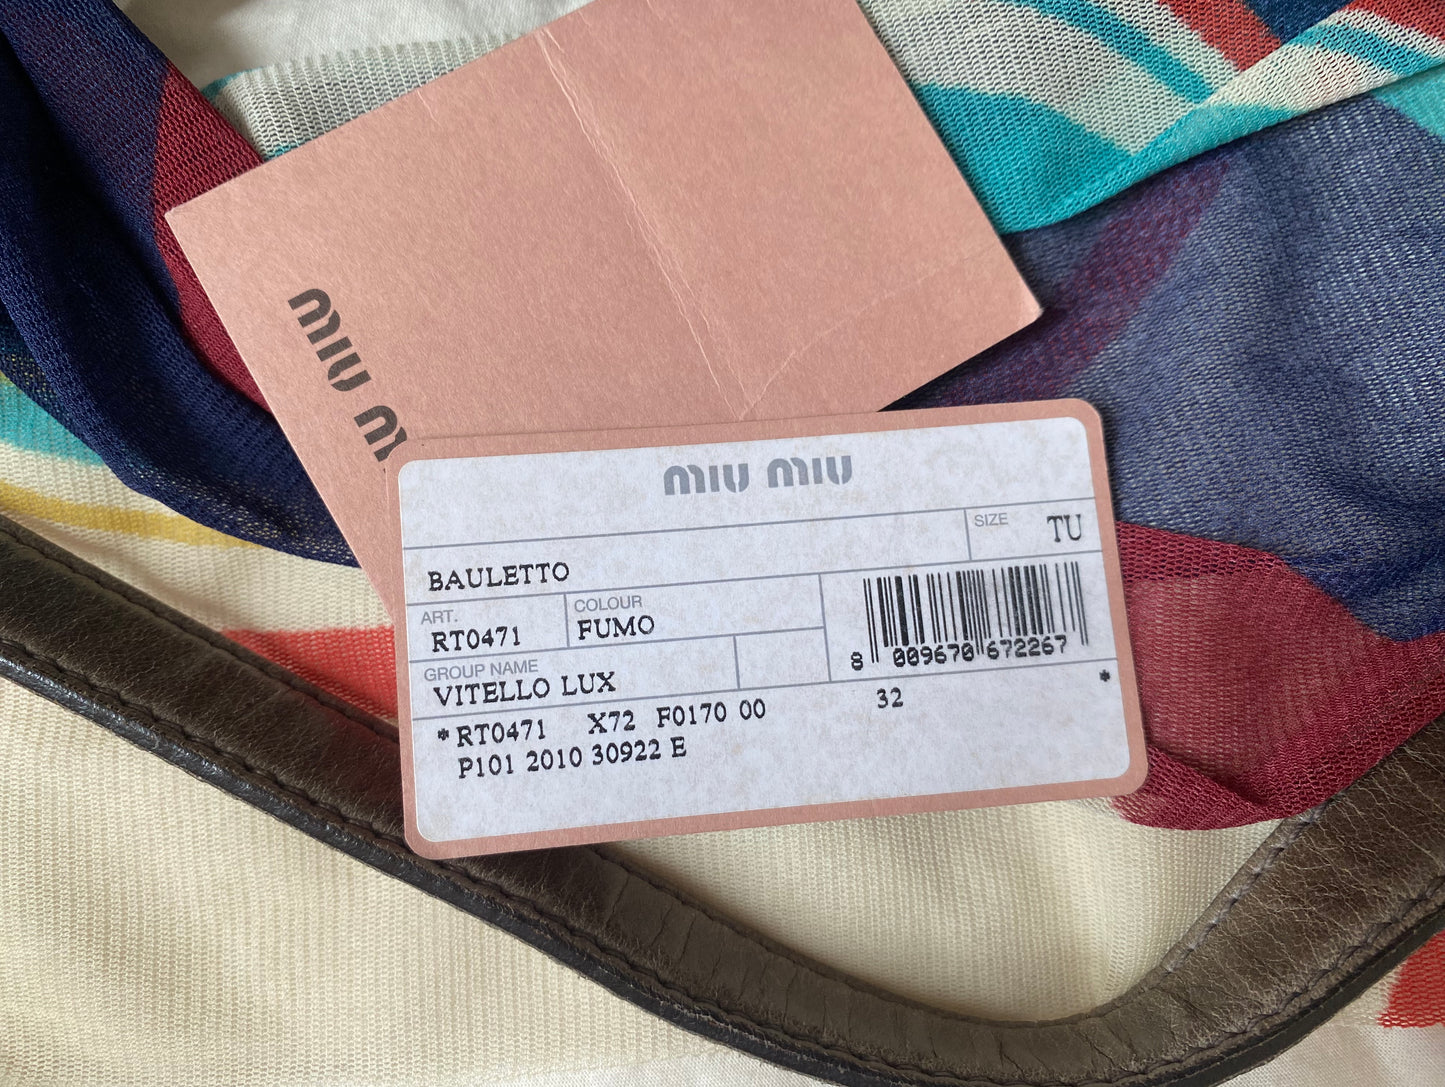 miu m
miu miu
SIZE TU
BAULETTO
ART. COLOUR
RT0471 FUMO
8 009670 672267
GROUP NAME
VITELLO LUX
*RT0471 X72 F0170 00 32 *
P101 2010 30922 E